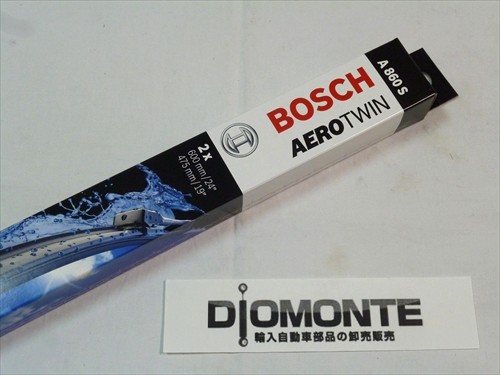 A 860 S
BOSCH
AEROTWIN
2x
600 mm/24"
475 mm/19"
DIOMONTE
輸入自動車部品の卸売販売